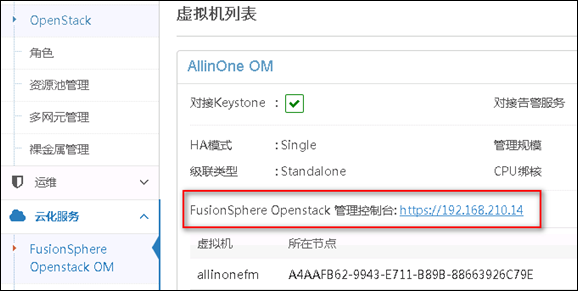 OpenStack
角色
资源池管理
多网元管理
裸金属管理
运维
云化服务
FusionSphere
Openstack OM
虚拟机列表
AllinOne OM
对接Keystone :
对接告警服务
HA模式 : Single
管理规模
级联类型 : Standalone
CPU绑核
FusionSphere Openstack 管理控制台: https://192.168.210.14
虚拟机 所在节点
allinonefm A4AAFB62-9943-E711-B89B-88663926C79E